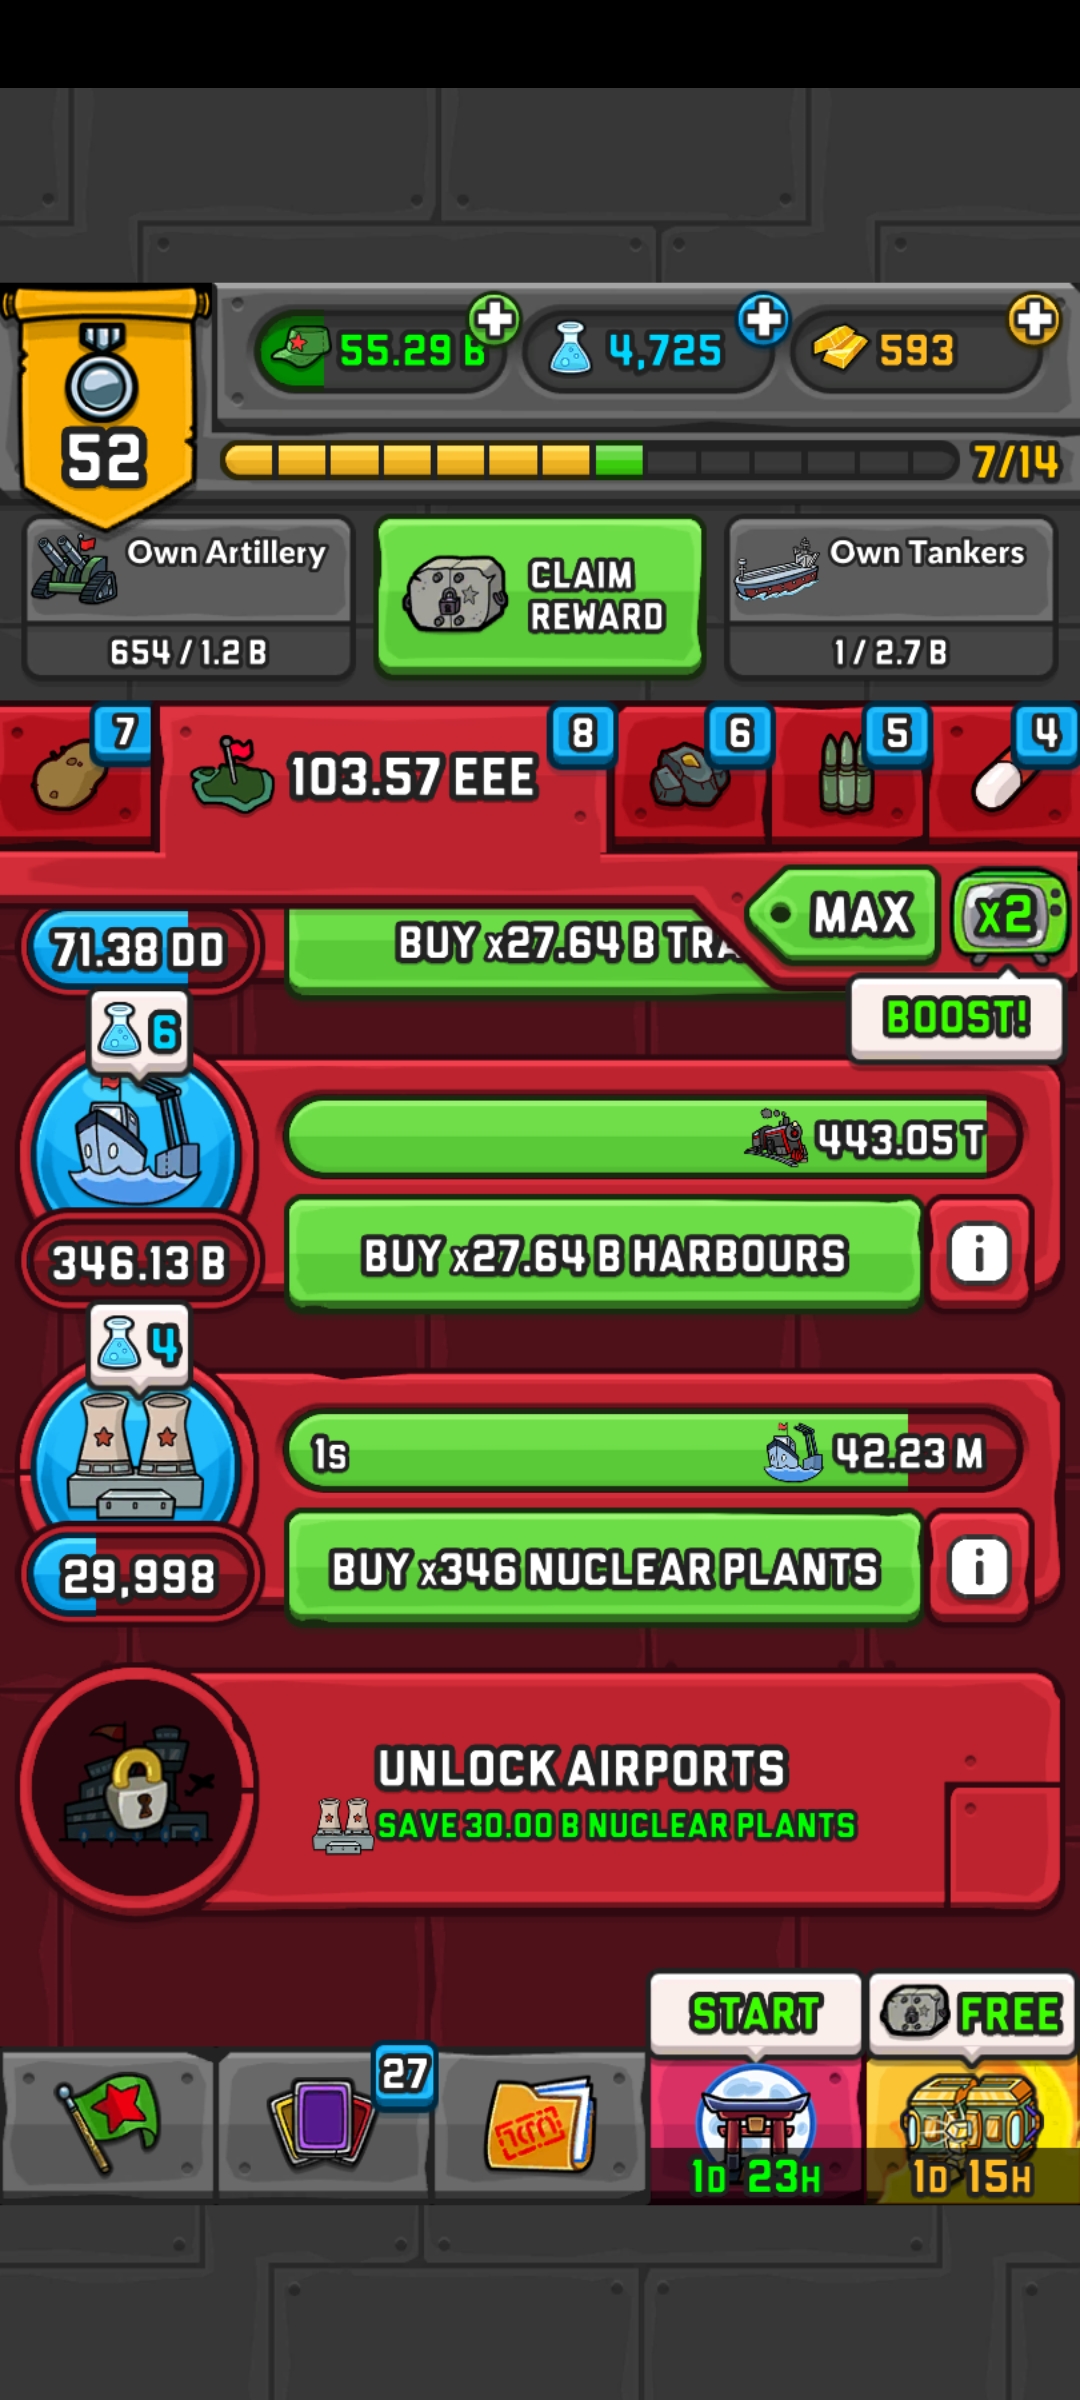 55.29 B
4,725
593
52
7/14
Own Artillery
654 / 1.2 B
CLAIM
REWARD
Own Tankers
1 / 2.7 B
7
103.57 EEE
8
6
5
4
MAX
x2
71.38 DD
BUY x27.64 B TRA
BOOST!
6
443.05 T
346.13 B
BUY x27.64 B HARBOURS
i
4
1s
42.23 M
29,998
BUY x346 NUCLEAR PLANTS
i
UNLOCK AIRPORTS
SAVE 30.00 B NUCLEAR PLANTS
START
FREE
27
1D 23H
1D 15H